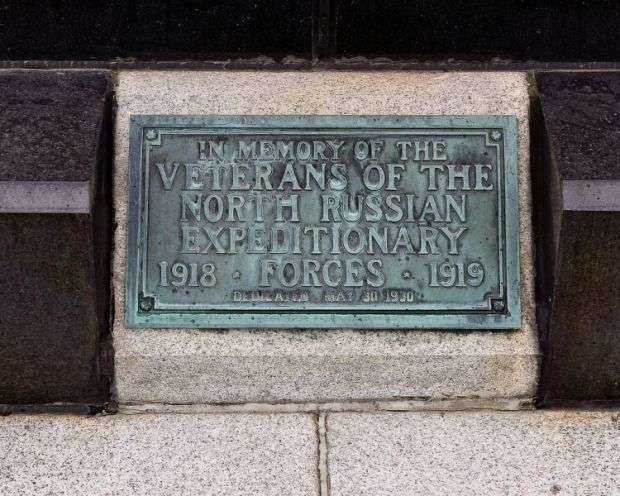 IN MEMORY OF THE
VETERANS OF THE
NORTH RUSSIAN
EXPEDITIONARY
1918 · FORCES · 1919
DEDICATED MAY 30 1930